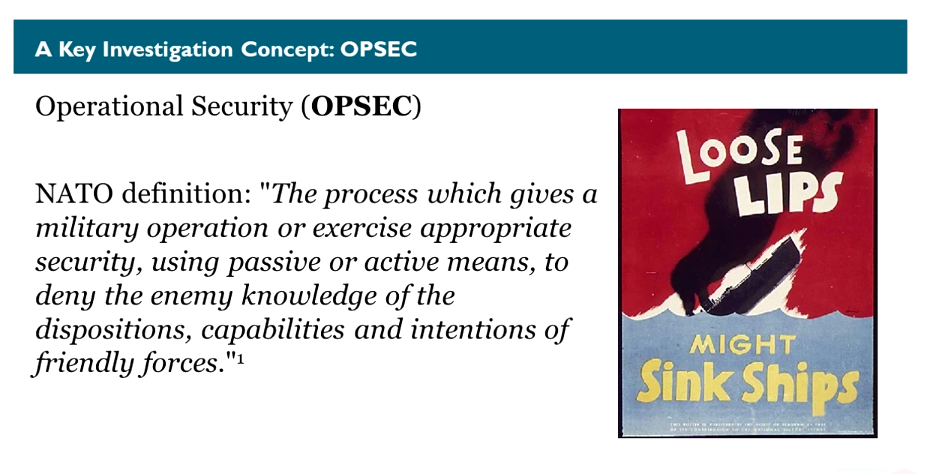 A Key Investigation Concept: OPSEC
Operational Security (OPSEC)
NATO definition: "The process which gives a
military operation or exercise appropriate
security, using passive or active means, to
deny the enemy knowledge of the
dispositions, capabilities and intentions of
friendly forces."¹
LOOSE
LIPS
MIGHT
Sink Ships